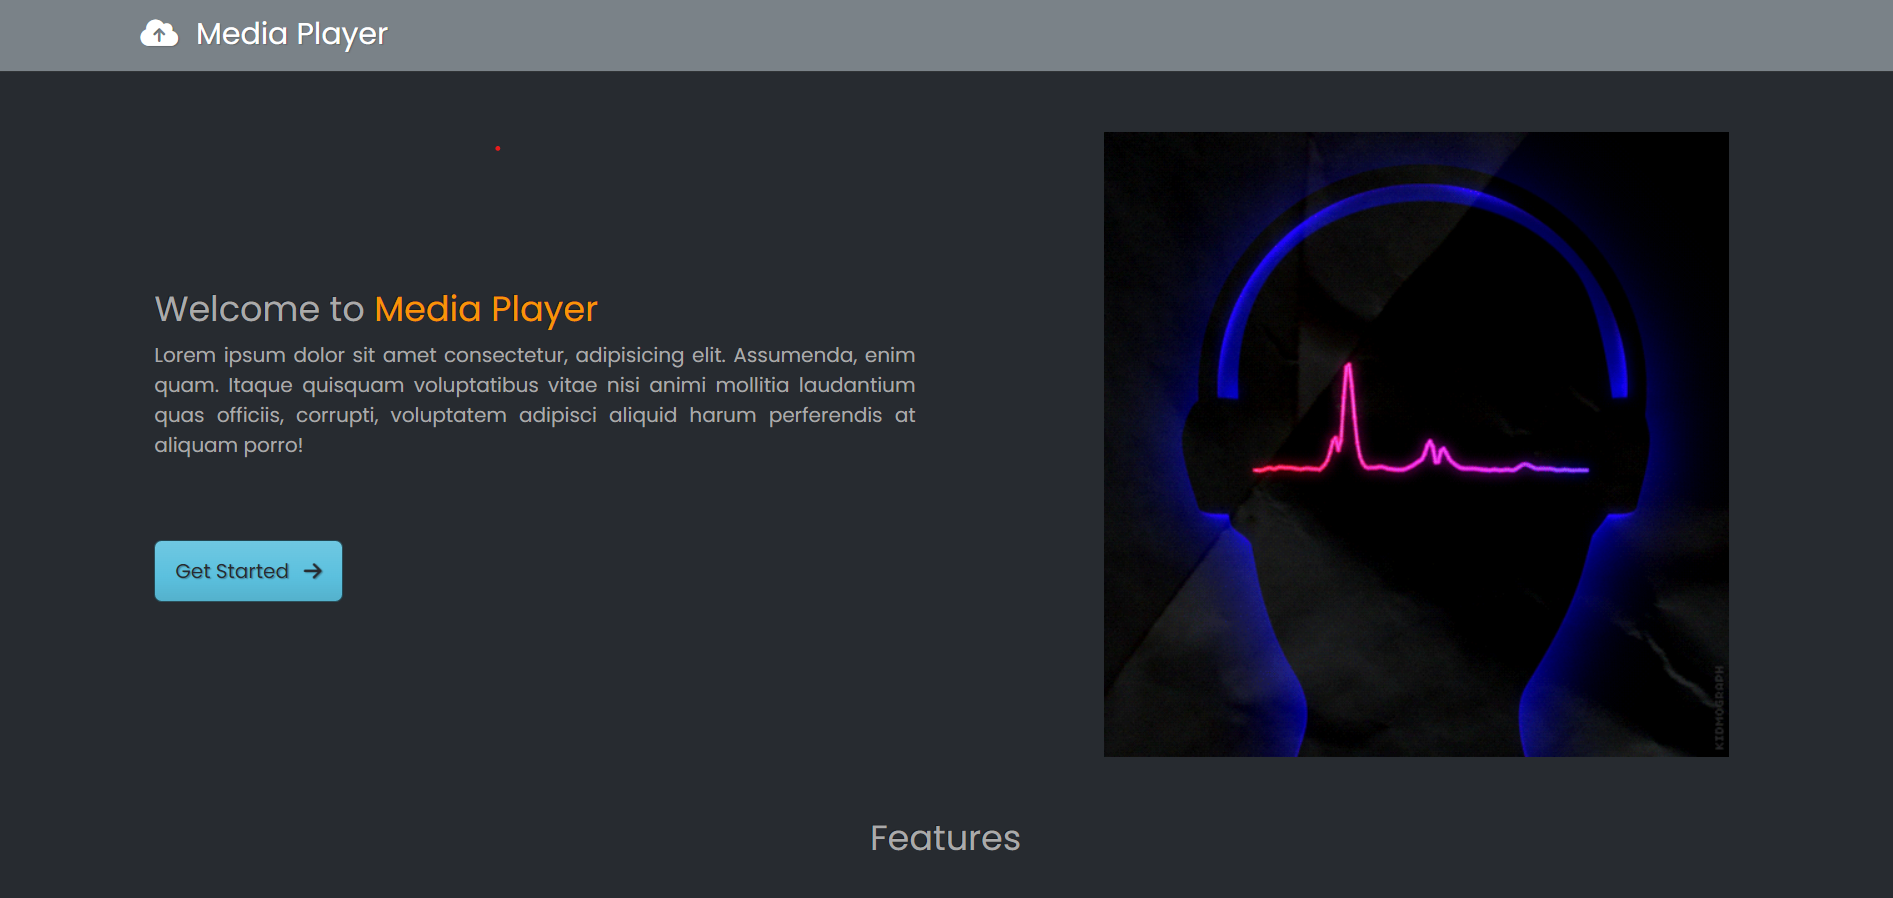 Media Player
Welcome to Media Player
Lorem ipsum dolor sit amet consectetur, adipisicing elit. Assumenda, enim
quam. Itaque quisquam voluptatibus vitae nisi animi mollitia laudantium
quas officiis, corrupti, voluptatem adipisci aliquid harum perferendis at
aliquam porro!
Get Started
KIDMOGRAPH
Features